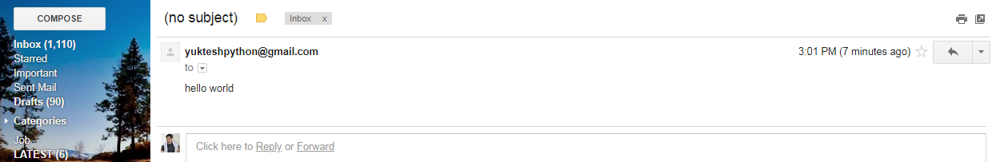 COMPOSE
Inbox (1,110)
Starred
Important
Sent Mail
Drafts (90)
Categories
Job
LATEST (6)
(no subject)
Inbox x
yukteshpython@gmail.com
3:01 PM (7 minutes ago)
to
hello world
Click here to Reply or Forward